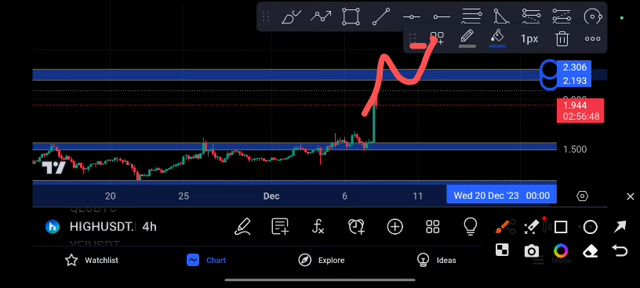 1px
2.306
2.193
1.944
02:56:48
1.500
20
25
Dec
6
11
Wed 20 Dec '23 00:00
HIGHUSDT.
4h
Watchlist
Chart
Explore
Ideas